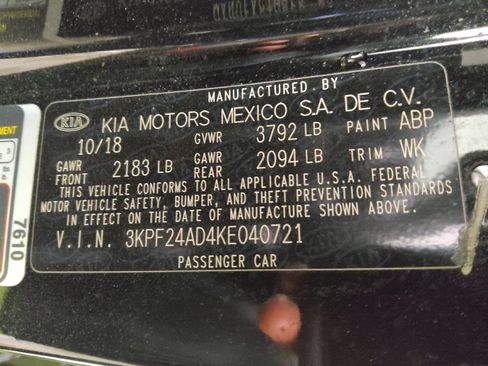 MANUFACTURED BY
KIA KIA MOTORS MEXICO S.A. DE C.V.
10/18 GVWR 3792 LB PAINT ABP
GAWR FRONT 2183 LB GAWR REAR 2094 LB TRIM WK
THIS VEHICLE CONFORMS TO ALL APPLICABLE U.S.A. FEDERAL
MOTOR VEHICLE SAFETY, BUMPER, AND THEFT PREVENTION STANDARDS
IN EFFECT ON THE DATE OF MANUFACTURE SHOWN ABOVE.
V.I.N. 3KPF24AD4KE040721
PASSENGER CAR
7610